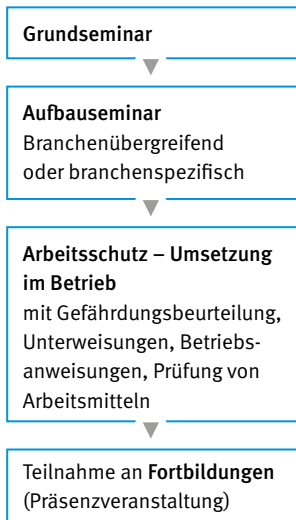 Grundseminar
Aufbauseminar
Branchenübergreifend
oder branchenspezifisch
Arbeitsschutz – Umsetzung
im Betrieb
mit Gefährdungsbeurteilung,
Unterweisungen, Betriebs-
anweisungen, Prüfung von
Arbeitsmitteln
Teilnahme an Fortbildungen
(Präsenzveranstaltung)